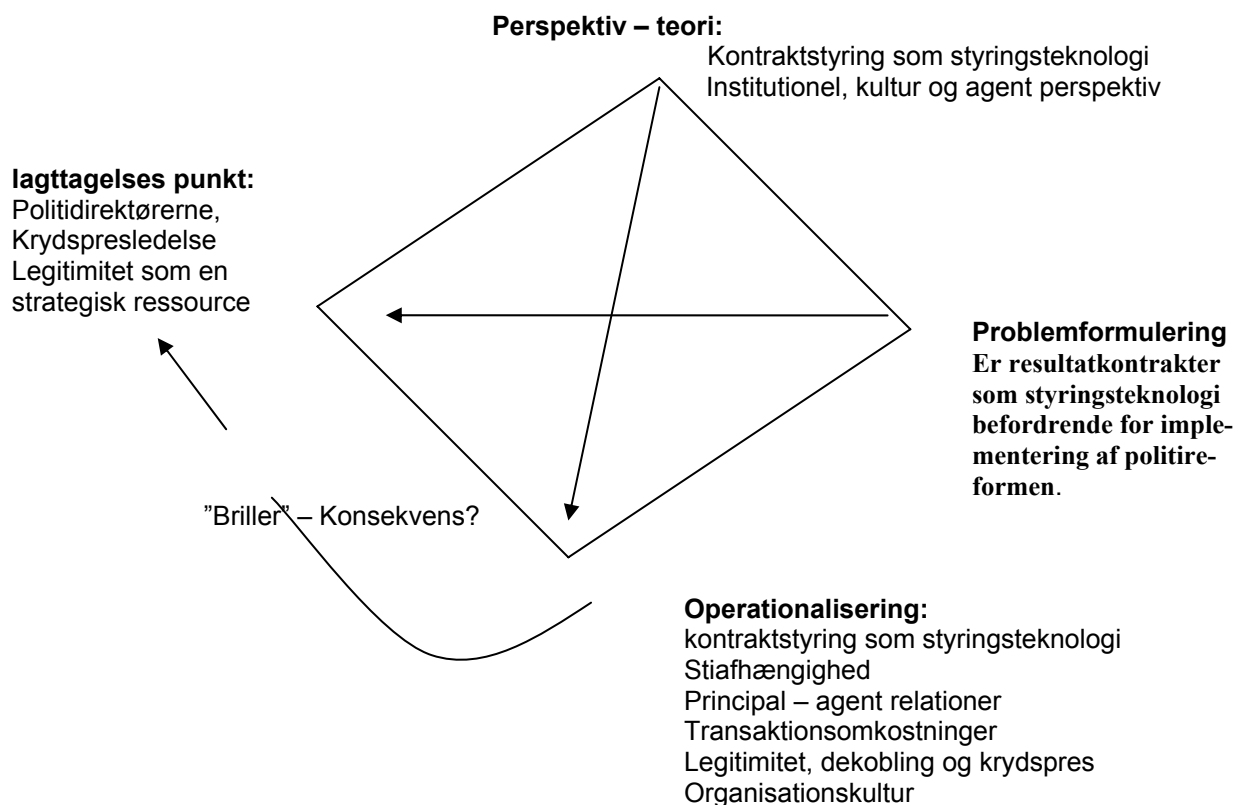 Perspektiv – teori:
Kontraktstyring som styringsteknologi
Institutionel, kultur og agent perspektiv
Iagttagelses punkt:
Politidirektørerne,
Krydspresledelse
Legitimitet som en
strategisk ressource
Problemformulering
Er resultatkontrakter
som styringsteknologi
befordrende for imple-
mentering af politire-
formen.
"Briller" – Konsekvens?
Operationalisering:
kontraktstyring som styringsteknologi
Stiafhængighed
Principal – agent relationer
Transaktionsomkostninger
Legitimitet, dekobling og krydspres
Organisationskultur